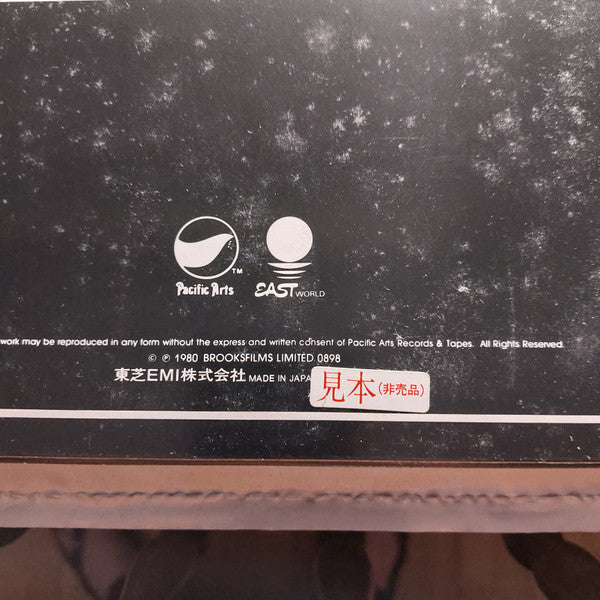 TM
Pacific Arts
EAST WORLD
work may be reproduced in any form without the express and written consent of Pacific Arts Records & Tapes. All Rights Reserved.
© ℗ 1980 BROOKSFILMS LIMITED 0898
東芝EMI株式会社 MADE IN JAPA
見本(非売品)